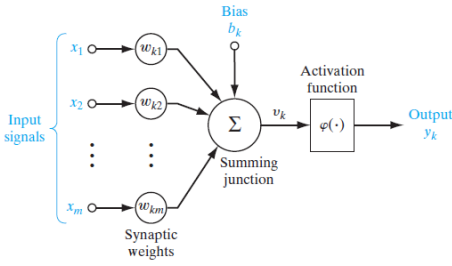 Bias
b_k
x_1
w_k1
Activation
function
x_2
w_k2
Input
signals
Σ
v_k
φ(·)
Output
y_k
Summing
junction
x_m
w_km
Synaptic
weights